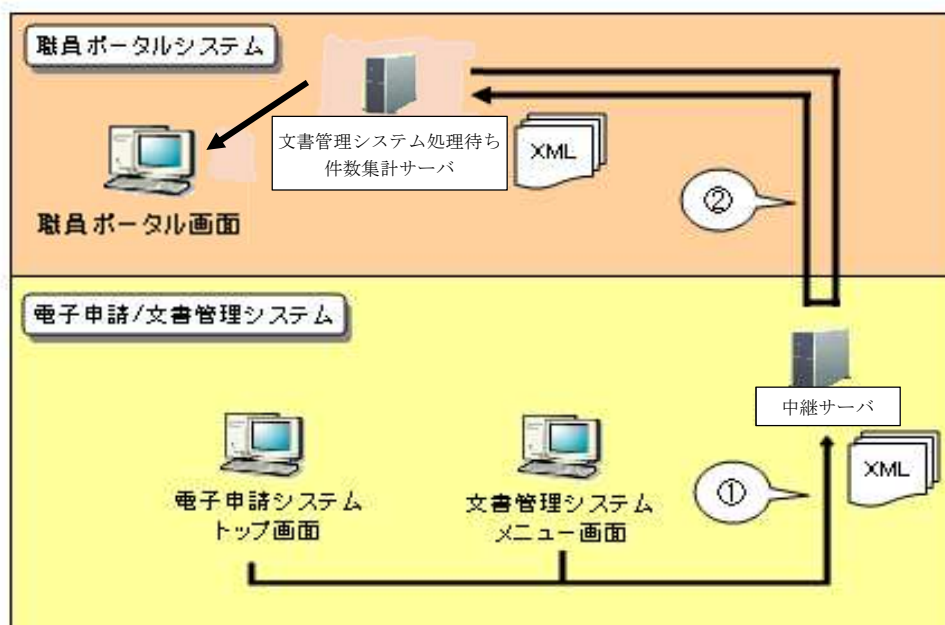 職員ポータルシステム
文書管理システム処理待ち
件数集計サーバ
XML
職員ポータル画面
②
電子申請/文書管理システム
中継サーバ
XML
①
電子申請システム
トップ画面
文書管理システム
メニュー画面